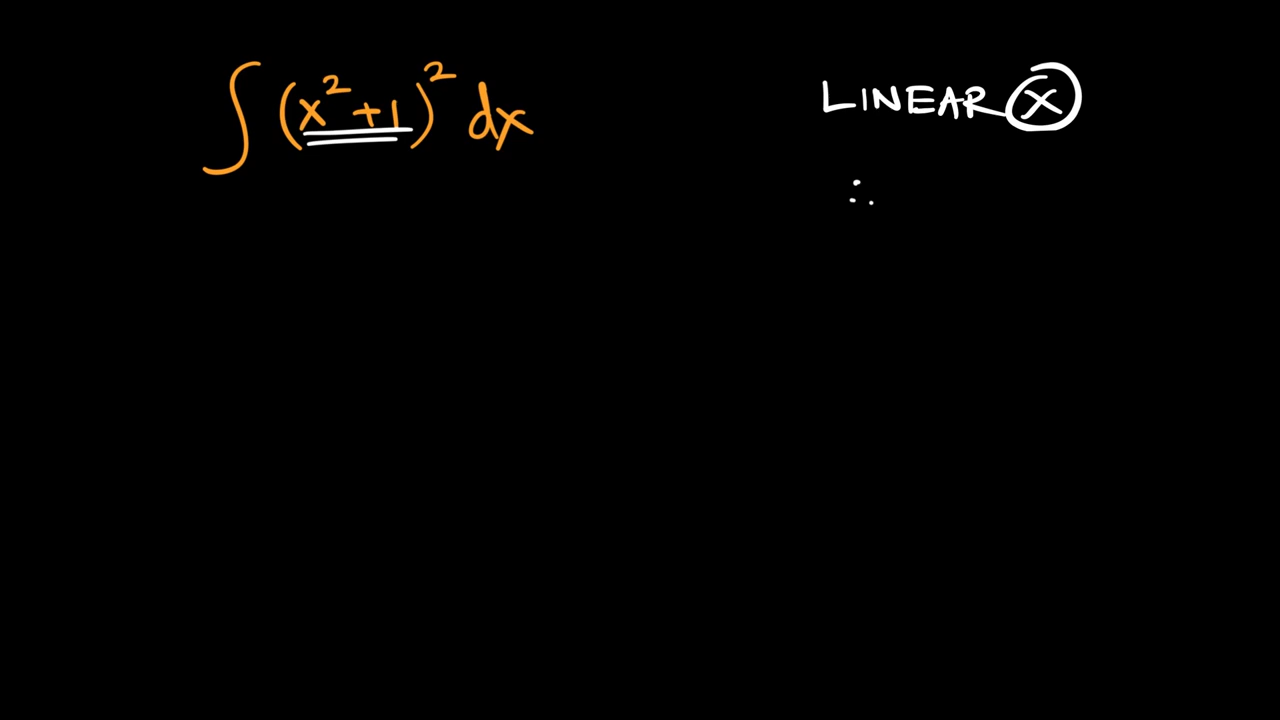 ∫ (x² + 1)² dx
LINEAR ⓧ
∴